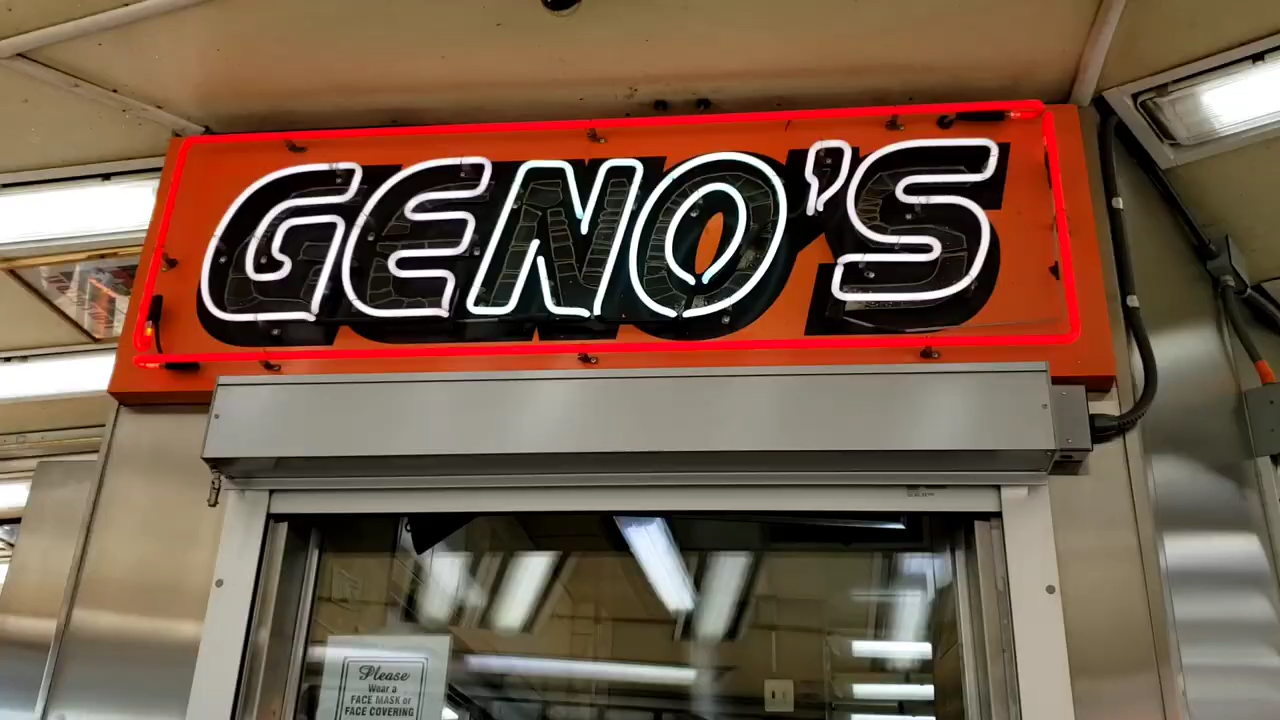 GENO'S
Please
Wear a
FACE MASK or
FACE COVERING